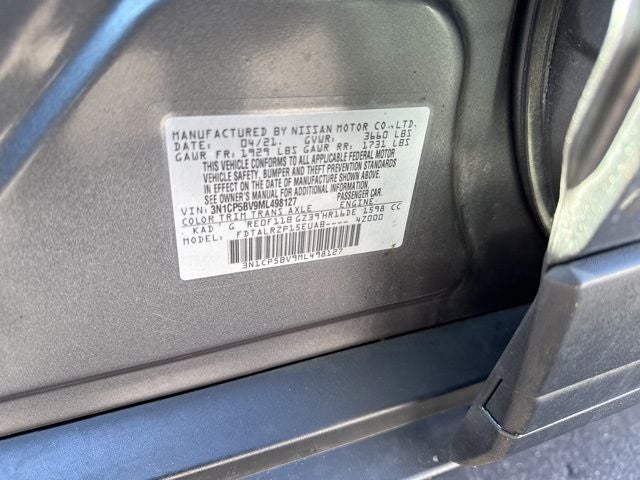 MANUFACTURED BY NISSAN MOTOR CO.,LTD.
DATE: 04/21. GVWR: 3660 LBS
GAWR FR: 1929 LBS GAWR RR: 1731 LBS
THIS VEHICLE CONFORMS TO ALL APPLICABLE FEDERAL MOTOR
VEHICLE SAFETY, BUMPER AND THEFT PREVENTION STANDARDS
IN EFFECT ON THE DATE OF MANUFACTURE SHOWN ABOVE.
SEE OWNER'S MANUAL FOR ADDITIONAL INFORMATION
VIN: 3N1CP5BV9ML498127 PASSENGER CAR.
COLOR TRIM TRANS AXLE ENGINE
KAD G RE0F11B GZ39 HR16DE 1598 CC
MODEL: FDTALRZP15EUAB---- 42000
3N1CP5BV9ML498127